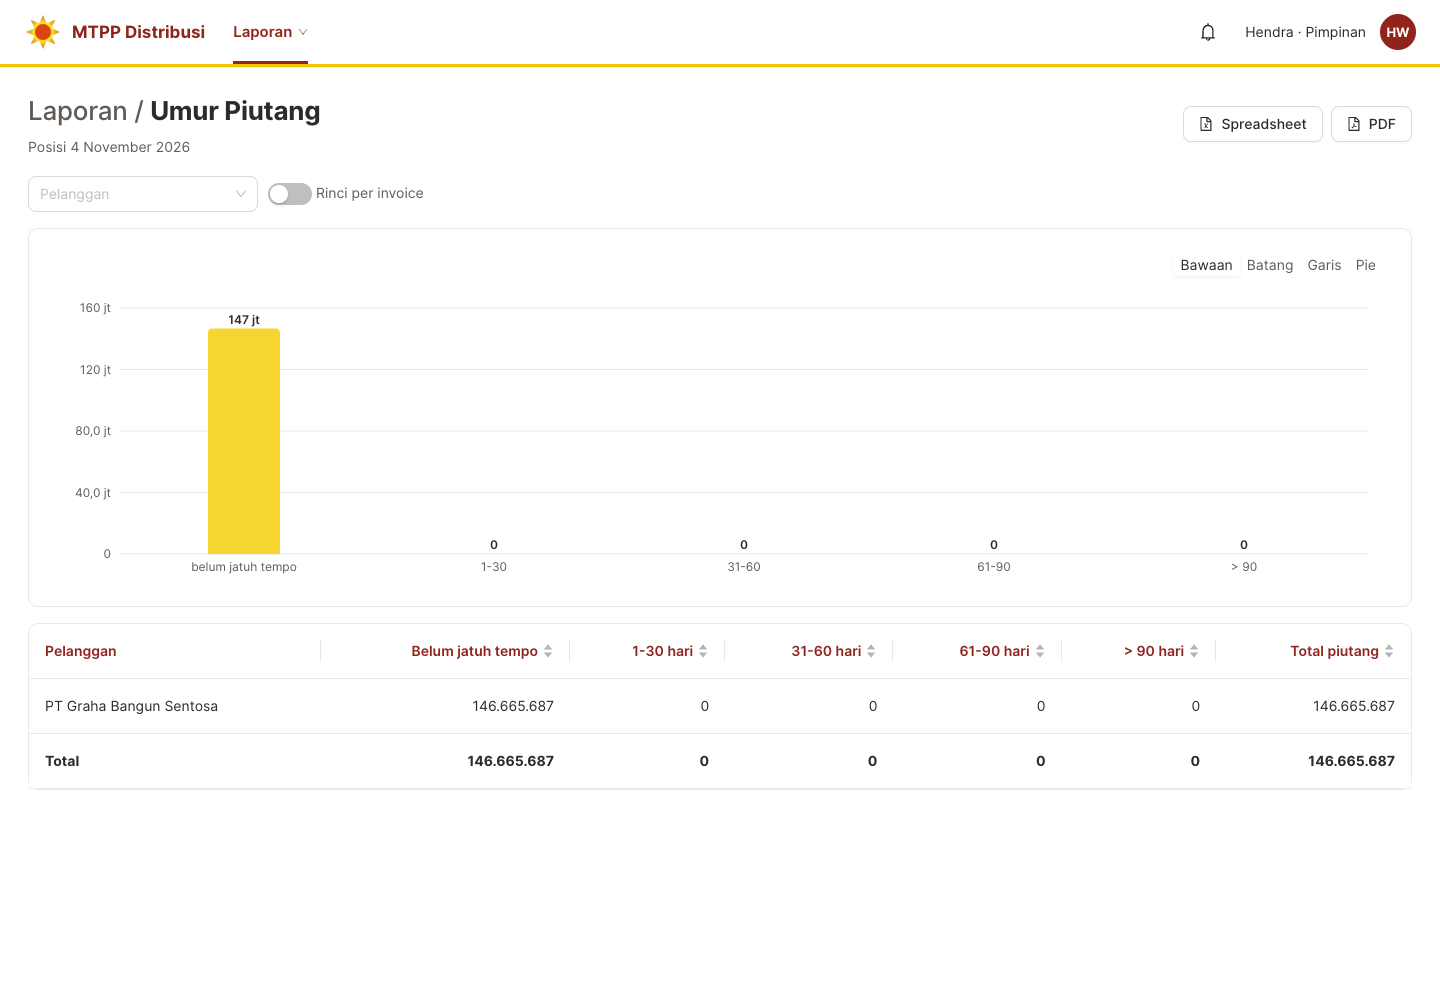 MTPP Distribusi
Laporan
Hendra · Pimpinan
HW
Laporan / Umur Piutang
Posisi 4 November 2026
Spreadsheet
PDF
Pelanggan
Rinci per invoice
Bawaan Batang Garis Pie
160 jt
147 jt
120 jt
80,0 jt
40,0 jt
0 0 0 0
0
belum jatuh tempo 1-30 31-60 61-90 > 90
Pelanggan Belum jatuh tempo 1-30 hari 31-60 hari 61-90 hari > 90 hari Total piutang
PT Graha Bangun Sentosa 146.665.687 0 0 0 0 146.665.687
Total 146.665.687 0 0 0 0 146.665.687